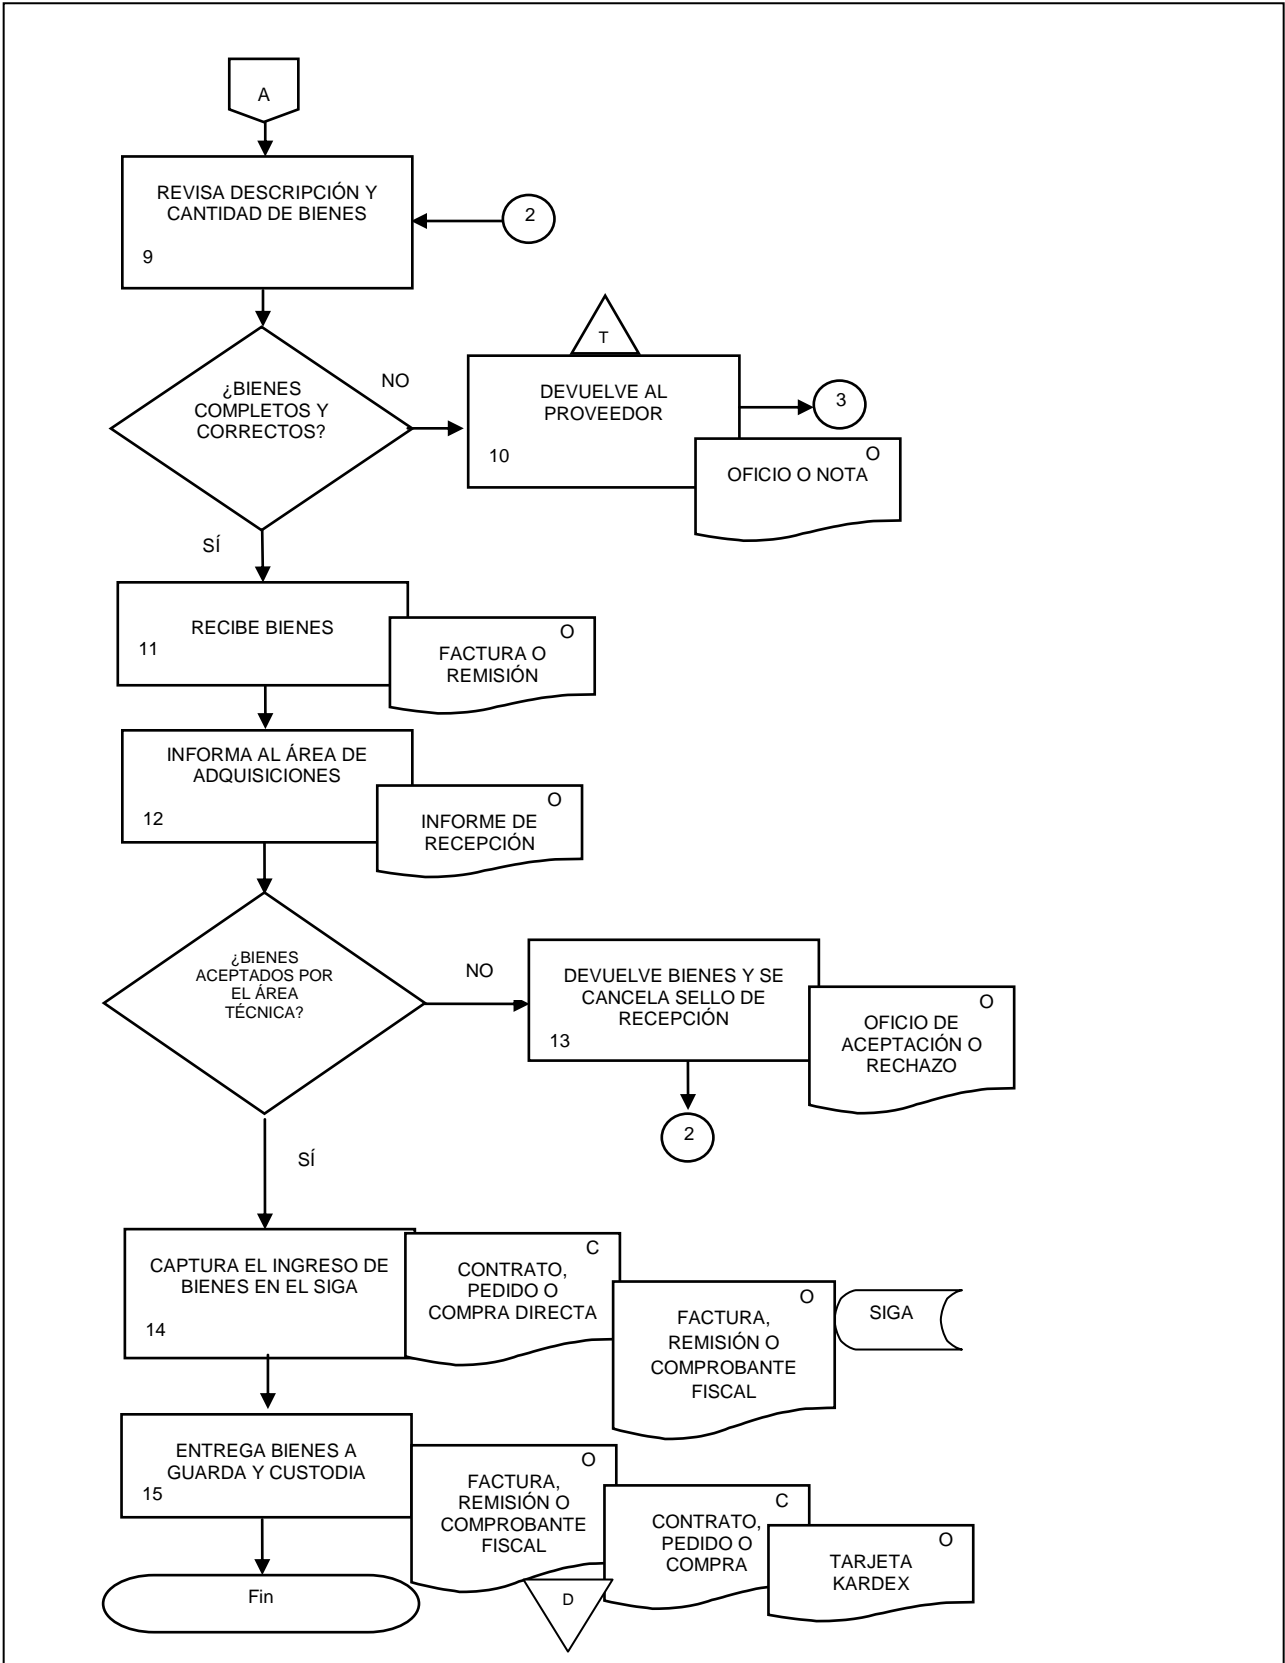 A
REVISA DESCRIPCIÓN Y
CANTIDAD DE BIENES
9
2
¿BIENES
COMPLETOS Y
CORRECTOS?
NO
T
DEVUELVE AL
PROVEEDOR
10
3
O
OFICIO O NOTA
SÍ
RECIBE BIENES
11
O
FACTURA O
REMISIÓN
INFORMA AL ÁREA DE
ADQUISICIONES
12
O
INFORME DE
RECEPCIÓN
¿BIENES
ACEPTADOS POR
EL ÁREA
TÉCNICA?
NO
DEVUELVE BIENES Y SE
CANCELA SELLO DE
RECEPCIÓN
13
O
OFICIO DE
ACEPTACIÓN O
RECHAZO
2
SÍ
CAPTURA EL INGRESO DE
BIENES EN EL SIGA
14
C
CONTRATO,
PEDIDO O
COMPRA DIRECTA
O
FACTURA,
REMISIÓN O
COMPROBANTE
FISCAL
SIGA
ENTREGA BIENES A
GUARDA Y CUSTODIA
15
O
FACTURA,
REMISIÓN O
COMPROBANTE
FISCAL
C
CONTRATO,
PEDIDO O
COMPRA
O
TARJETA
KARDEX
D
Fin